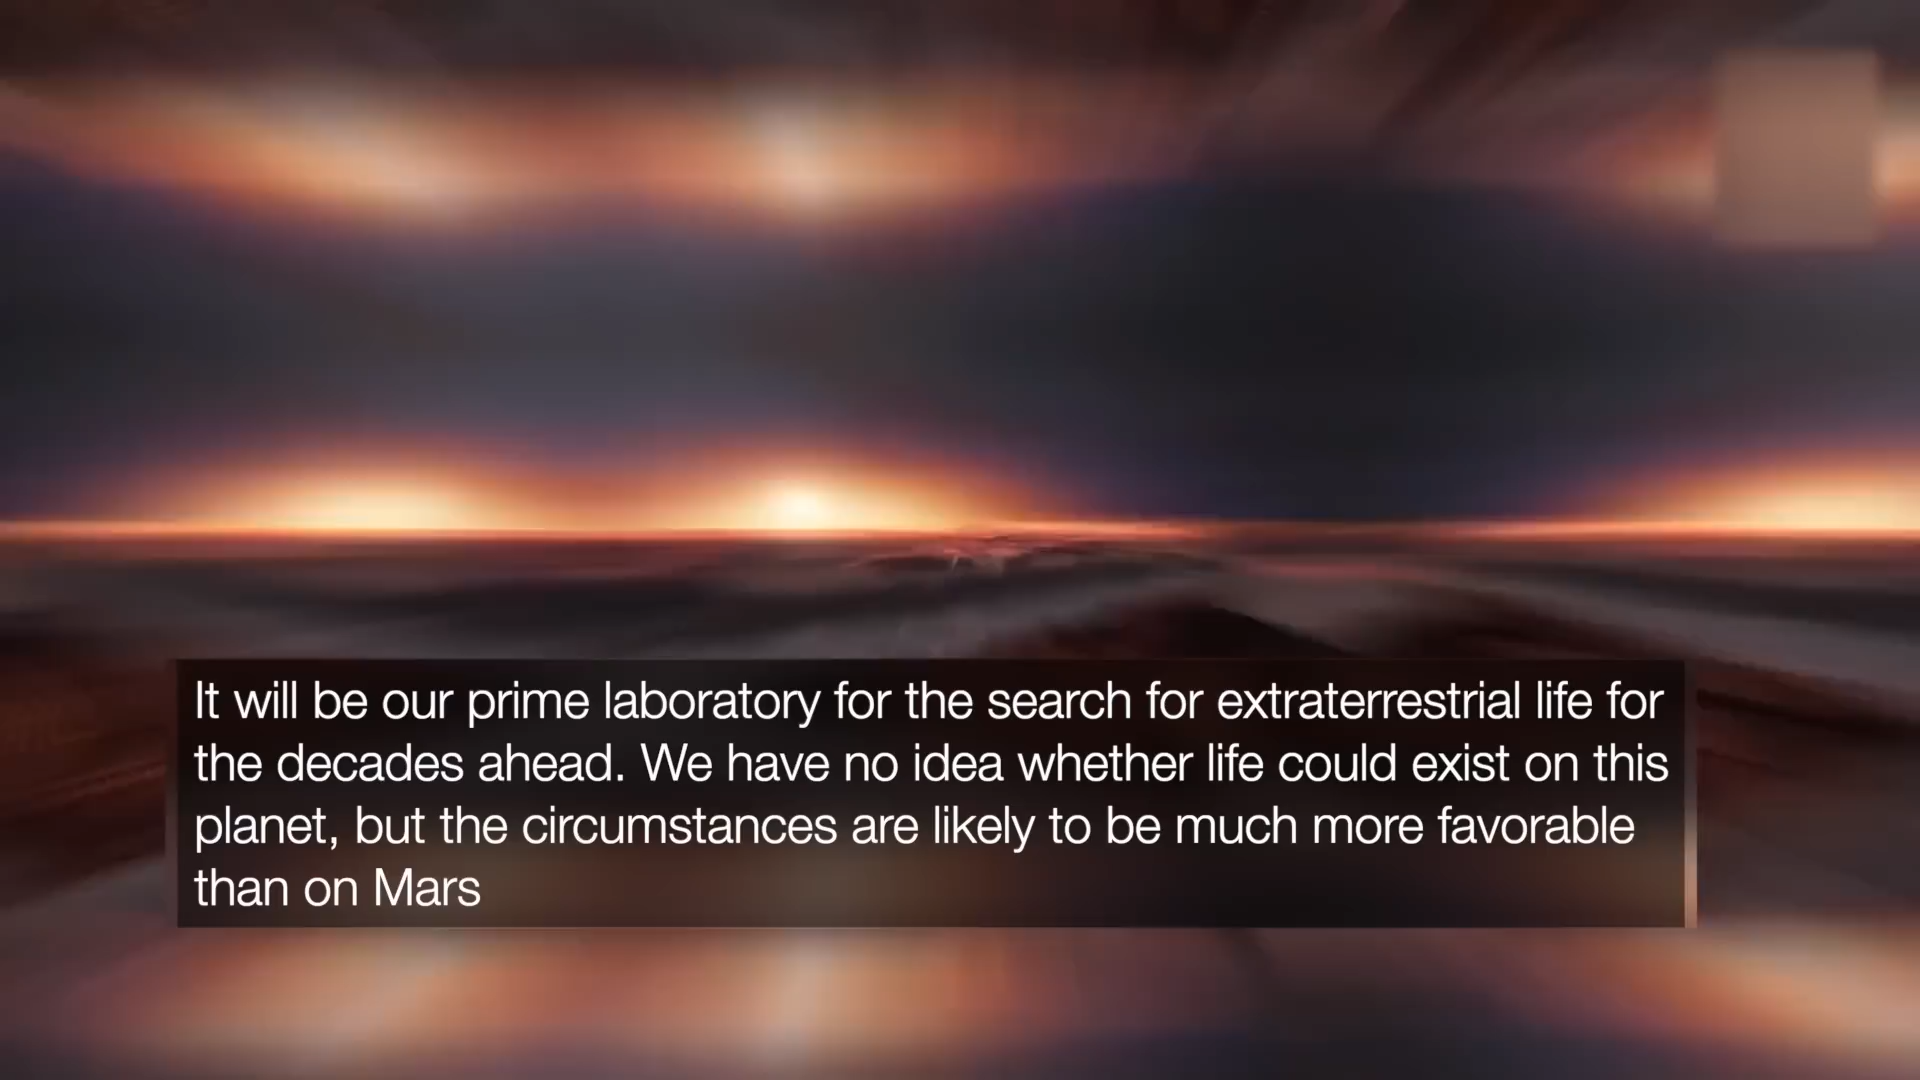 It will be our prime laboratory for the search for extraterrestrial life for
the decades ahead. We have no idea whether life could exist on this
planet, but the circumstances are likely to be much more favorable
than on Mars